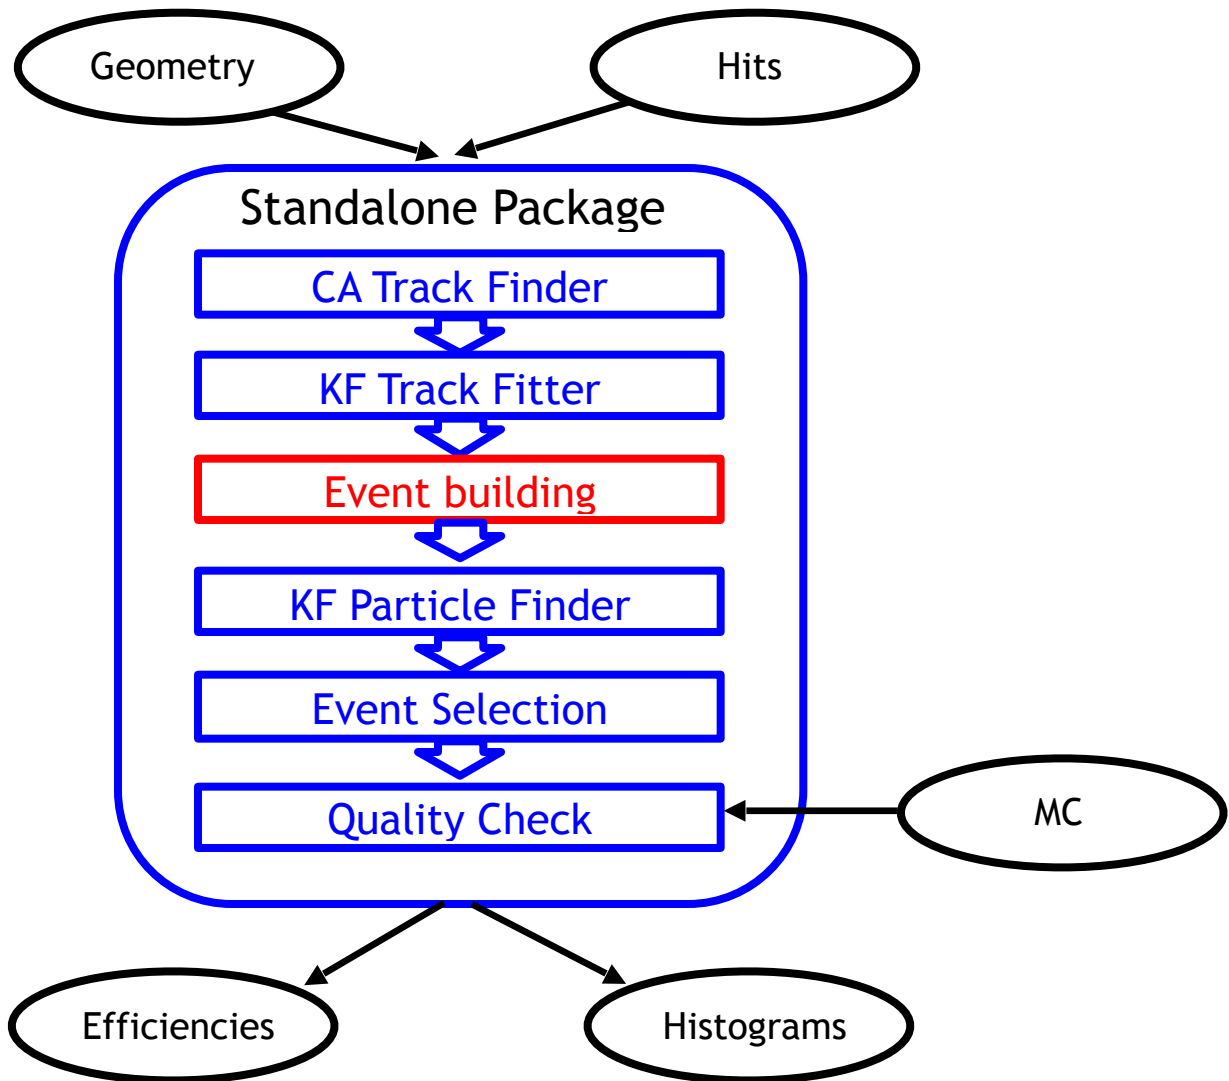 Geometry
Hits
Standalone Package
CA Track Finder
KF Track Fitter
Event building
KF Particle Finder
Event Selection
Quality Check
MC
Efficiencies
Histograms